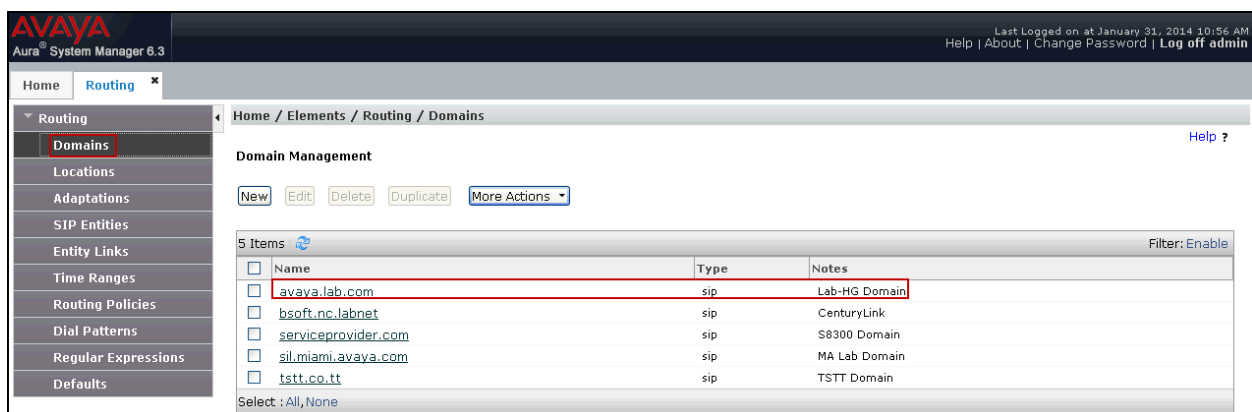 AVAYA
Aura® System Manager 6.3
Last Logged on at January 31, 2014 10:56 AM
Help | About | Change Password | Log off admin
Home
Routing ×
Routing
Domains
Locations
Adaptations
SIP Entities
Entity Links
Time Ranges
Routing Policies
Dial Patterns
Regular Expressions
Defaults
Home / Elements / Routing / Domains
Help ?
Domain Management
New Edit Delete Duplicate More Actions
5 Items Filter: Enable
Name Type Notes
avaya.lab.com sip Lab-HG Domain
bsoft.nc.labnet sip CenturyLink
serviceprovider.com sip S8300 Domain
sil.miami.avaya.com sip MA Lab Domain
tstt.co.tt sip TSTT Domain
Select : All, None